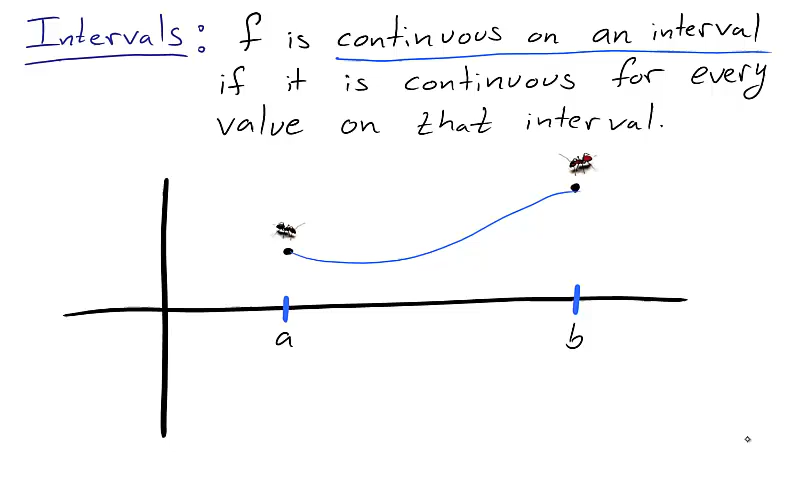 Intervals: f is continuous on an interval
if it is continuous for every
value on that interval.
a
b